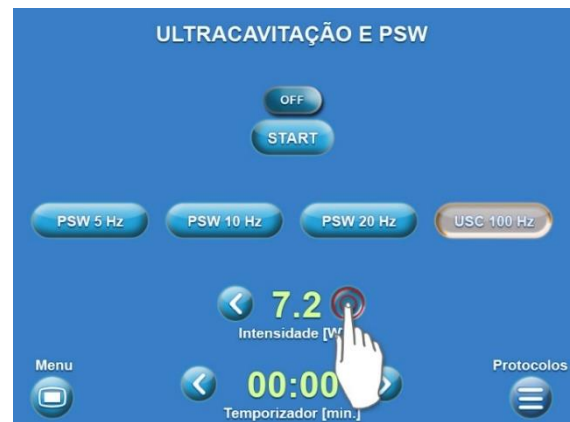 ULTRACAVITAÇÃO E PSW
OFF
START
PSW 5 Hz PSW 10 Hz PSW 20 Hz USC 100 Hz
7.2
Intensidade
Menu Protocolos
00:00
Temporizador [min.]